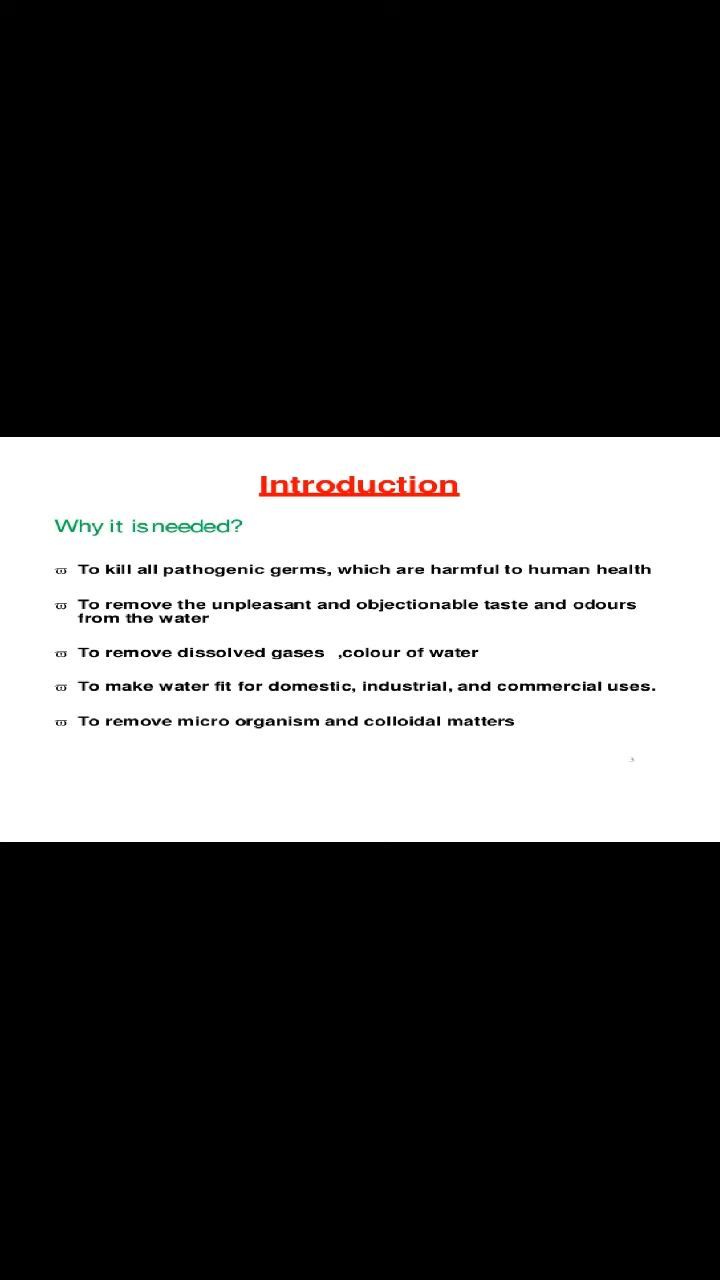 Introduction
Why it is needed?
ϖ To kill all pathogenic germs, which are harmful to human health
ϖ To remove the unpleasant and objectionable taste and odours
from the water
ϖ To remove dissolved gases ,colour of water
ϖ To make water fit for domestic, industrial, and commercial uses.
ϖ To remove micro organism and colloidal matters
3